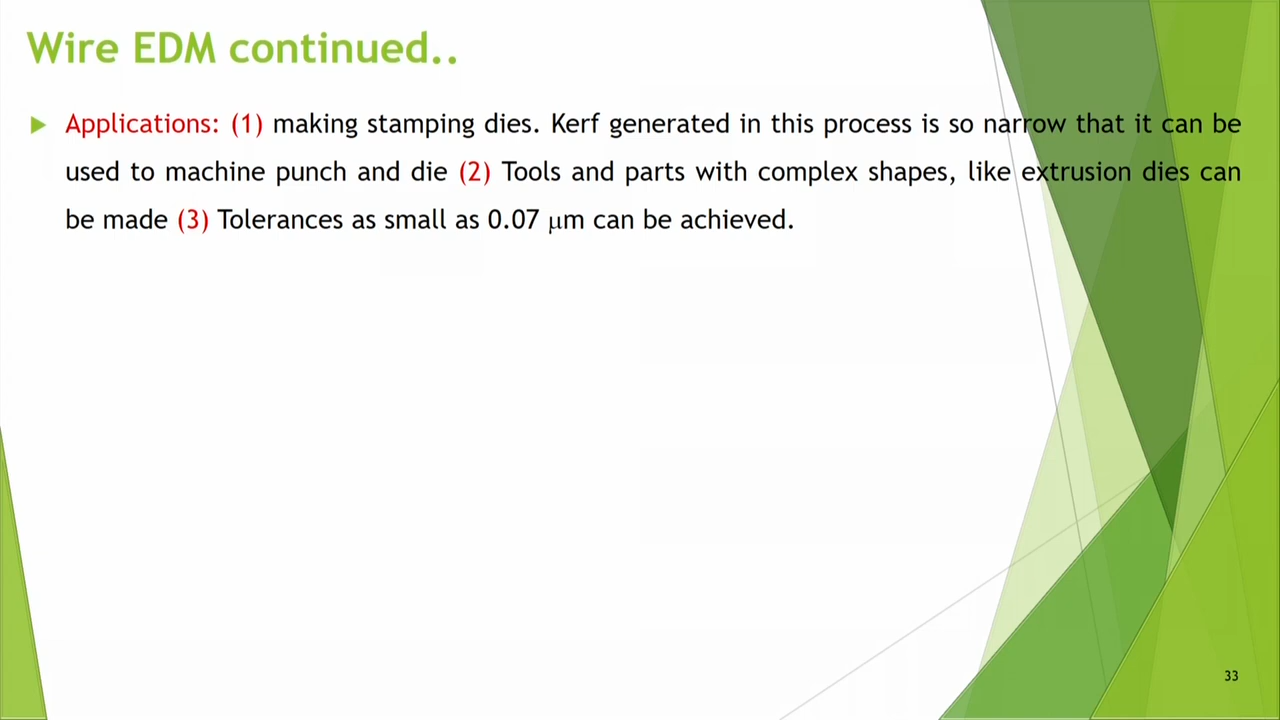 Wire EDM continued..
Applications: (1) making stamping dies. Kerf generated in this process is so narrow that it can be
used to machine punch and die (2) Tools and parts with complex shapes, like extrusion dies can
be made (3) Tolerances as small as 0.07 μm can be achieved.
33